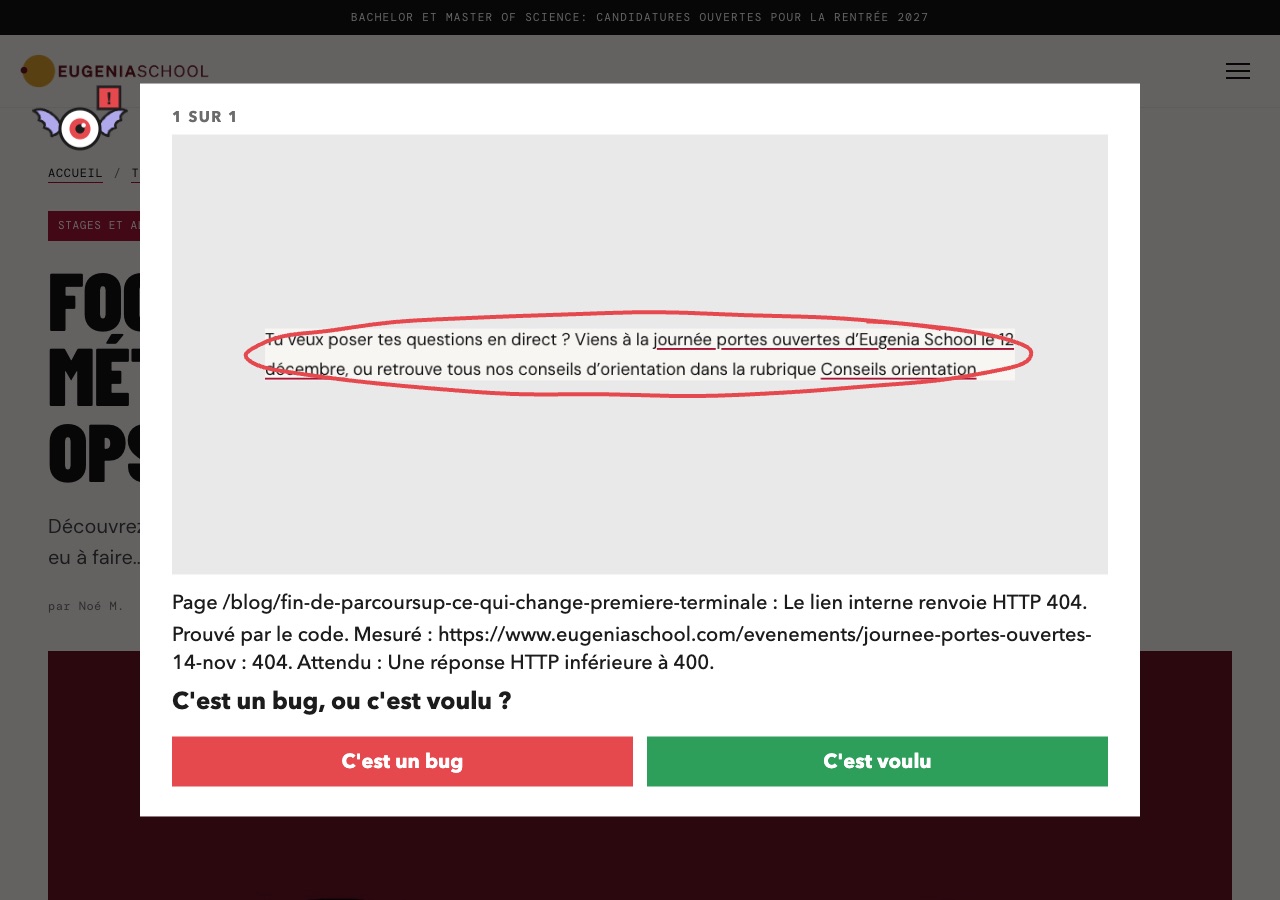 BACHELOR ET MASTER OF SCIENCE: CANDIDATURES OUVERTES POUR LA RENTRÉE 2027
EUGENIASCHOOL
!
1 SUR 1
ACCUEIL / T
STAGES ET A
FOC
MÉT
OPS
Découvrez
eu à faire...
par Noé M.
Tu veux poser tes questions en direct ? Viens à la journée portes ouvertes d’Eugenia School le 12
décembre, ou retrouve tous nos conseils d’orientation dans la rubrique Conseils orientation
Page /blog/fin-de-parcoursup-ce-qui-change-premiere-terminale : Le lien interne renvoie HTTP 404.
Prouvé par le code. Mesuré : https://www.eugeniaschool.com/evenements/journee-portes-ouvertes-
14-nov : 404. Attendu : Une réponse HTTP inférieure à 400.
C'est un bug, ou c'est voulu ?
C'est un bug
C'est voulu